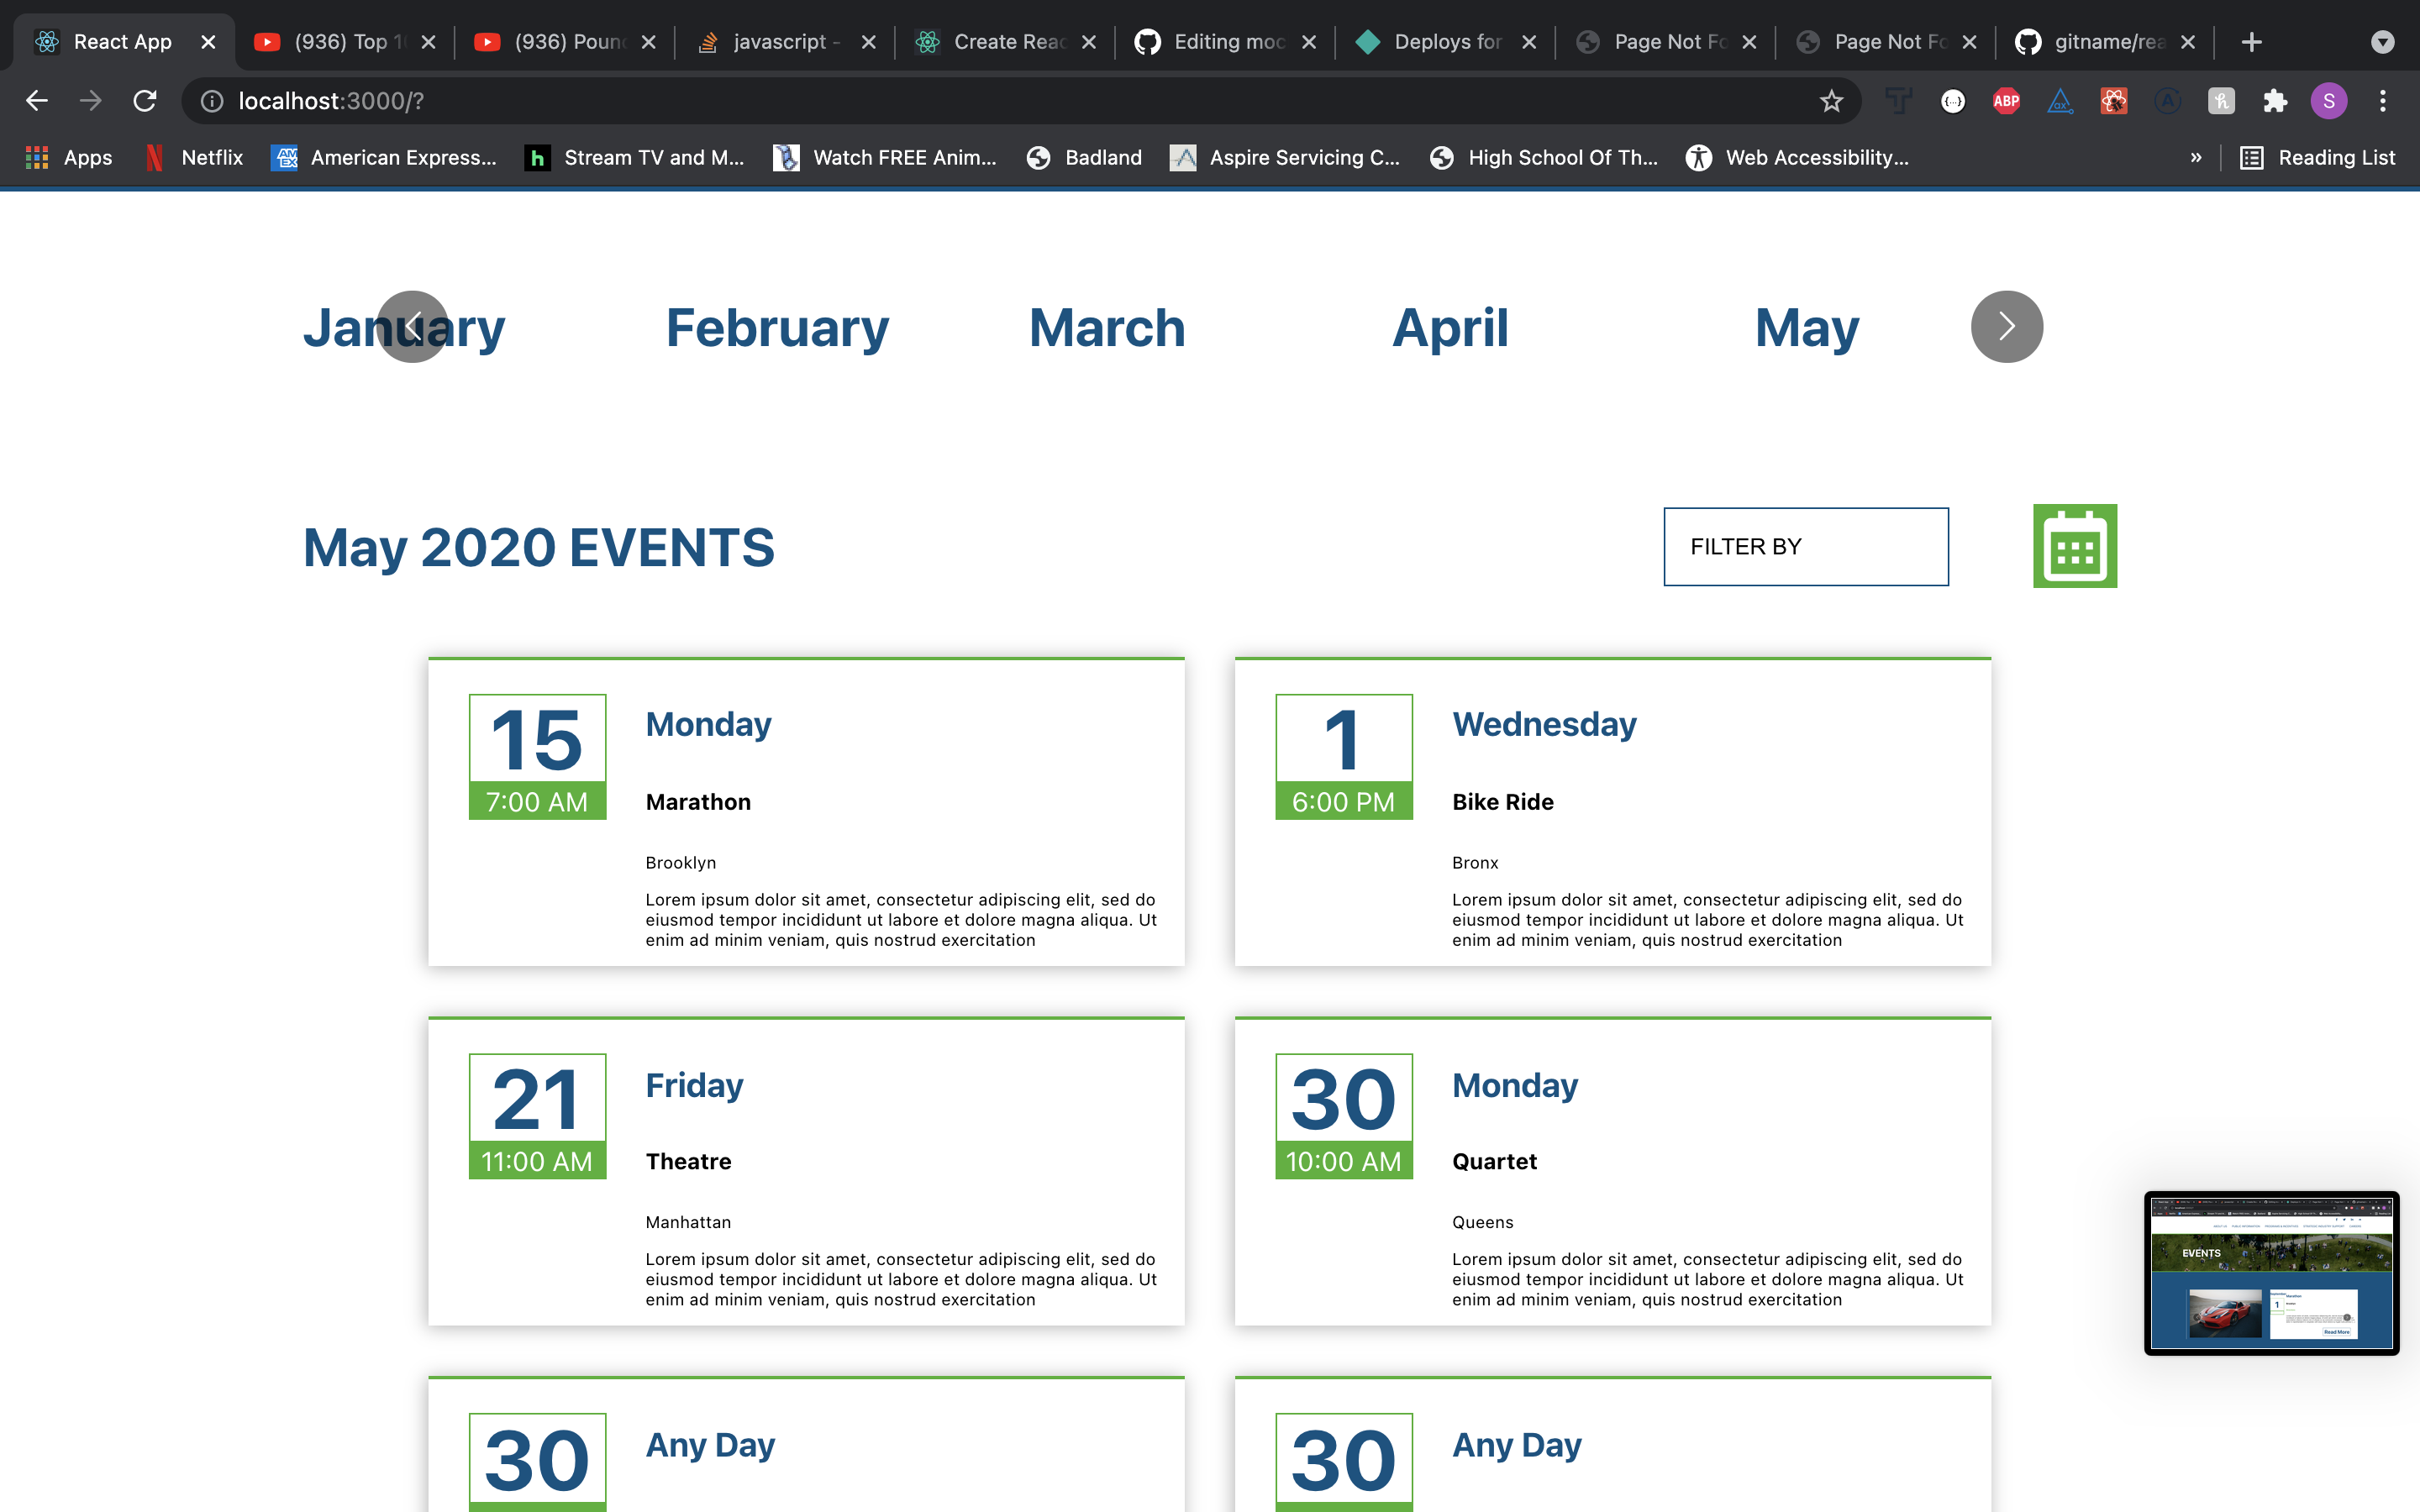 React App
(936) Top 1
(936) Poun
javascript -
Create Reac
Editing moc
Deploys for
Page Not Fo
Page Not Fo
gitname/rea
localhost:3000/?
ABP
S
Apps
Netflix
American Express...
Stream TV and M...
Watch FREE Anim...
Badland
Aspire Servicing C...
High School Of Th...
Web Accessibility...
»
Reading List
January
February
March
April
May
May 2020 EVENTS
FILTER BY
15
7:00 AM
Monday
Marathon
Brooklyn
Lorem ipsum dolor sit amet, consectetur adipiscing elit, sed do
eiusmod tempor incididunt ut labore et dolore magna aliqua. Ut
enim ad minim veniam, quis nostrud exercitation
1
6:00 PM
Wednesday
Bike Ride
Bronx
Lorem ipsum dolor sit amet, consectetur adipiscing elit, sed do
eiusmod tempor incididunt ut labore et dolore magna aliqua. Ut
enim ad minim veniam, quis nostrud exercitation
21
11:00 AM
Friday
Theatre
Manhattan
Lorem ipsum dolor sit amet, consectetur adipiscing elit, sed do
eiusmod tempor incididunt ut labore et dolore magna aliqua. Ut
enim ad minim veniam, quis nostrud exercitation
30
10:00 AM
Monday
Quartet
Queens
Lorem ipsum dolor sit amet, consectetur adipiscing elit, sed do
eiusmod tempor incididunt ut labore et dolore magna aliqua. Ut
enim ad minim veniam, quis nostrud exercitation
30
Any Day
30
Any Day
EVENTS
1
Read More